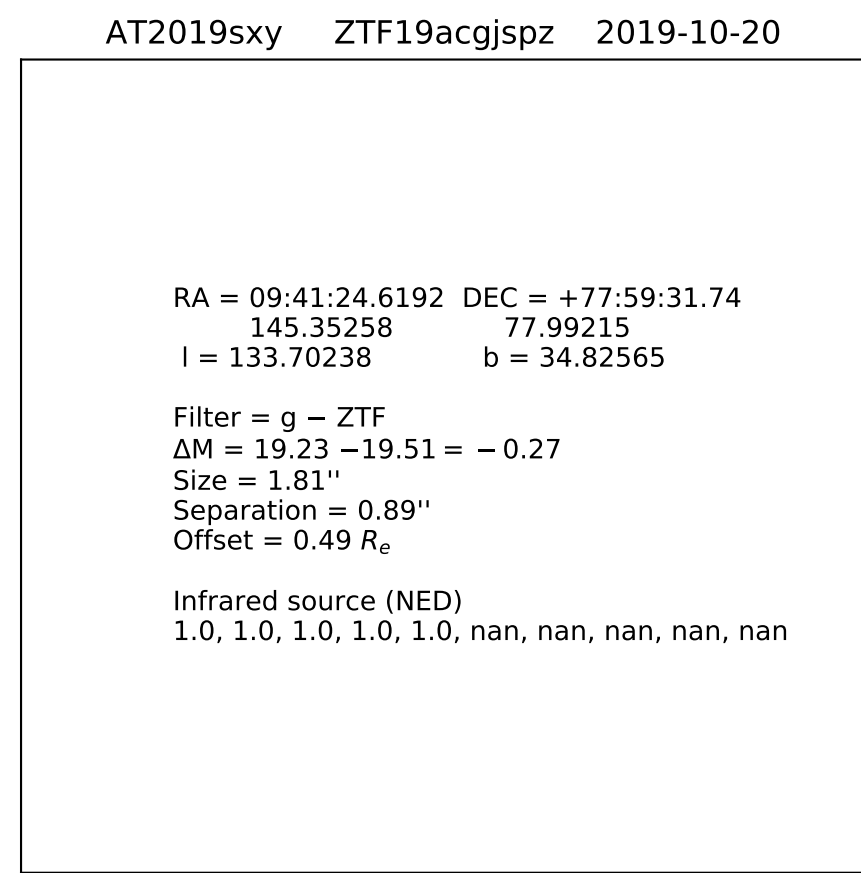 AT2019sxy ZTF19acgjspz 2019-10-20
RA = 09:41:24.6192 DEC = +77:59:31.74
145.35258 77.99215
l = 133.70238 b = 34.82565
Filter = g − ZTF
ΔM = 19.23 −19.51 = − 0.27
Size = 1.81''
Separation = 0.89''
Offset = 0.49 Rₑ
Infrared source (NED)
1.0, 1.0, 1.0, 1.0, 1.0, nan, nan, nan, nan, nan